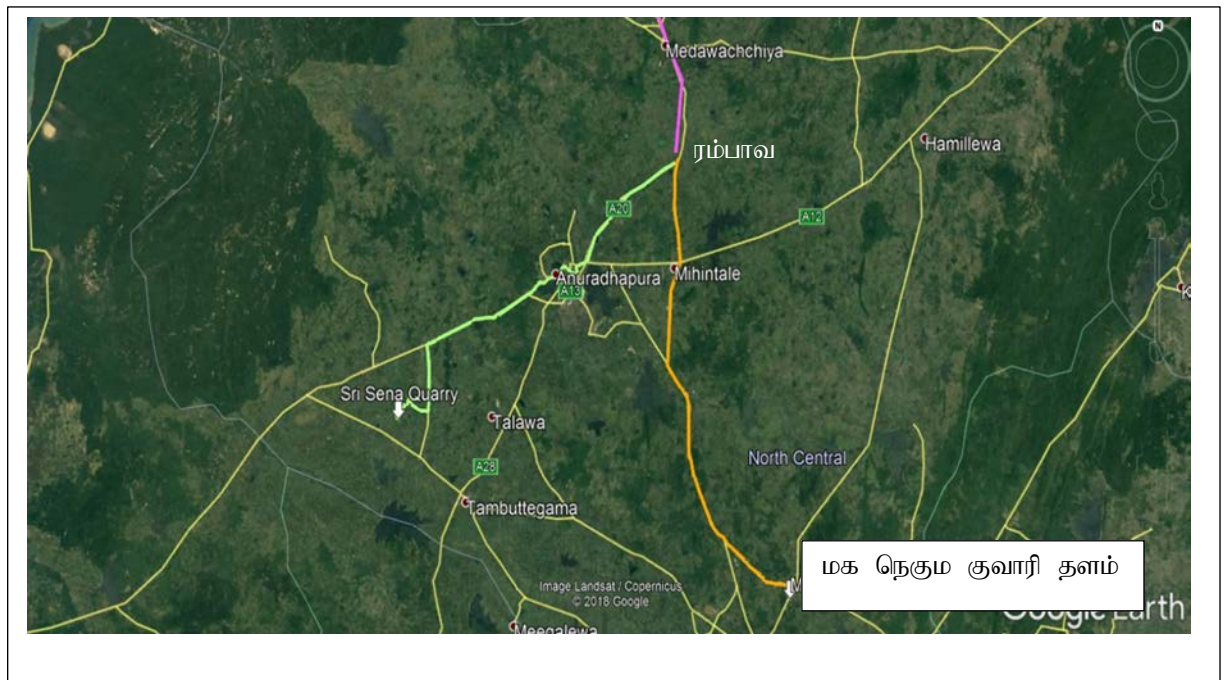 N
Medawachchiya
ரம்பாவ
Hamillewa
A20
A12
Anuradhapura
Mihintale
A13
Sri Sena Quarry
Talawa
North Central
A28
Tambuttegama
மக நெகும குவாரி தளம்
Image Landsat / Copernicus
© 2018 Google
Google Earth
Meegalewa